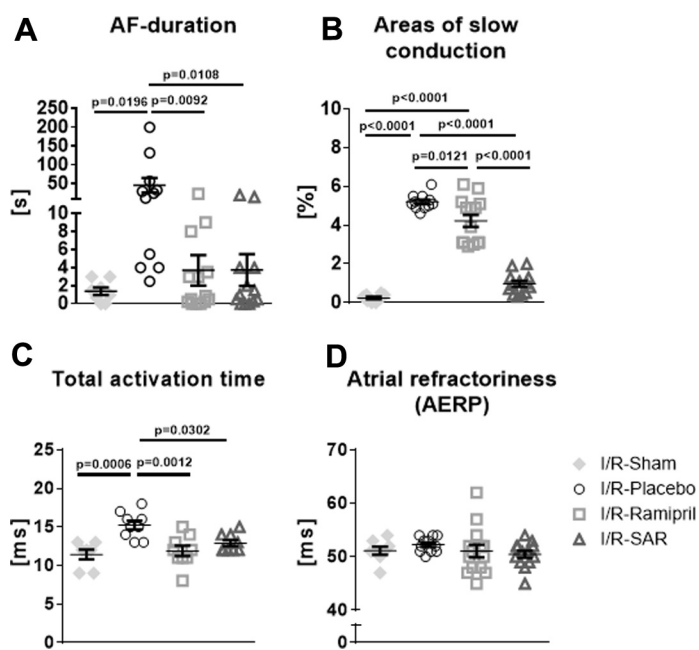 A
AF-duration
p=0.0108
p=0.0196
p=0.0092
250
200
150
100
50
10
8
6
4
2
0
[s]
B
Areas of slow
conduction
p<0.0001
p<0.0001
p<0.0001
p=0.0121
p<0.0001
10
8
6
4
2
0
[%]
C
Total activation time
p=0.0302
p=0.0006
p=0.0012
25
20
15
10
5
0
[ms]
D
Atrial refractoriness
(AERP)
70
60
50
40
0
[ms]
I/R-Sham
I/R-Placebo
I/R-Ramipril
I/R-SAR